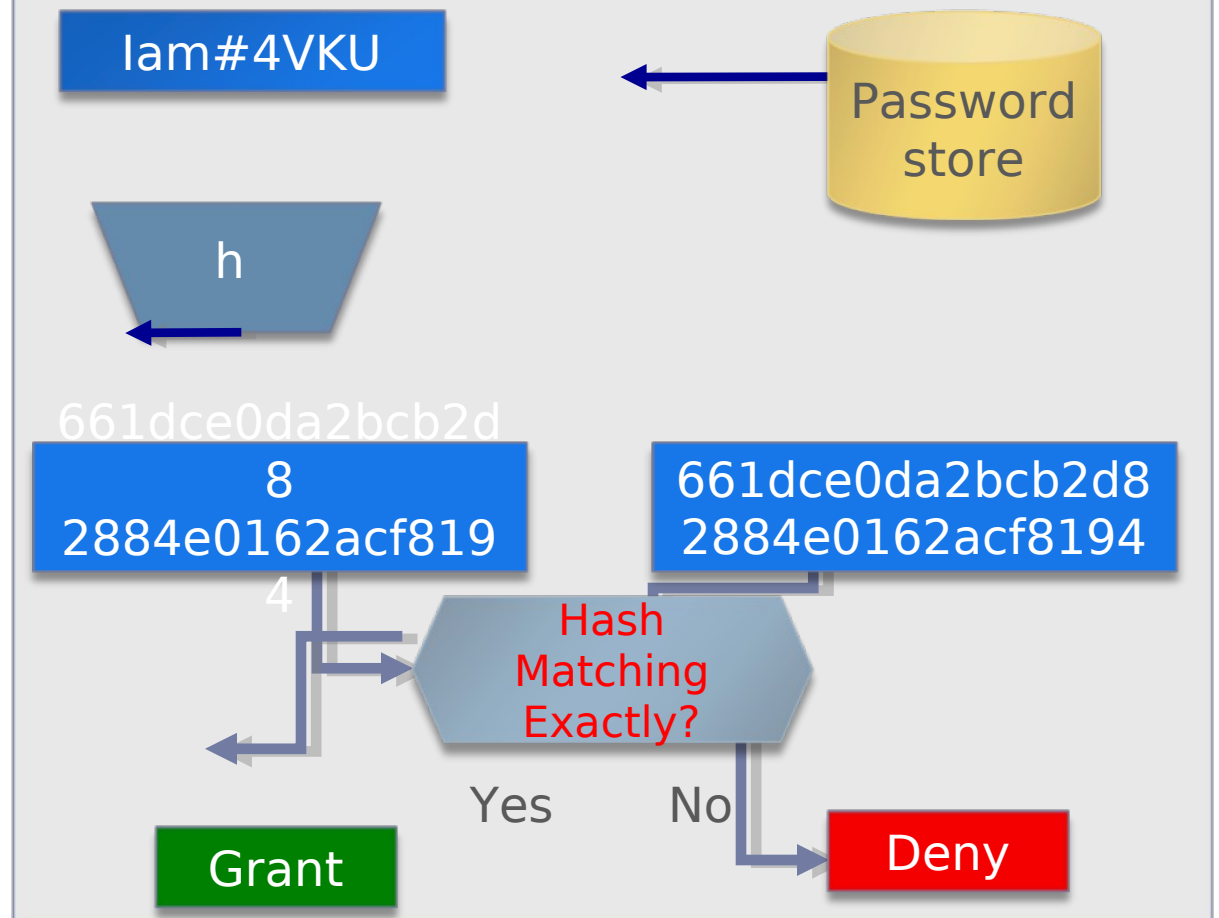 Iam#4VKU
Password
store
h
661dce0da2bcb2d
8
2884e0162acf819
4
661dce0da2bcb2d8
2884e0162acf8194
Hash
Matching
Exactly?
Yes
No
Grant
Deny